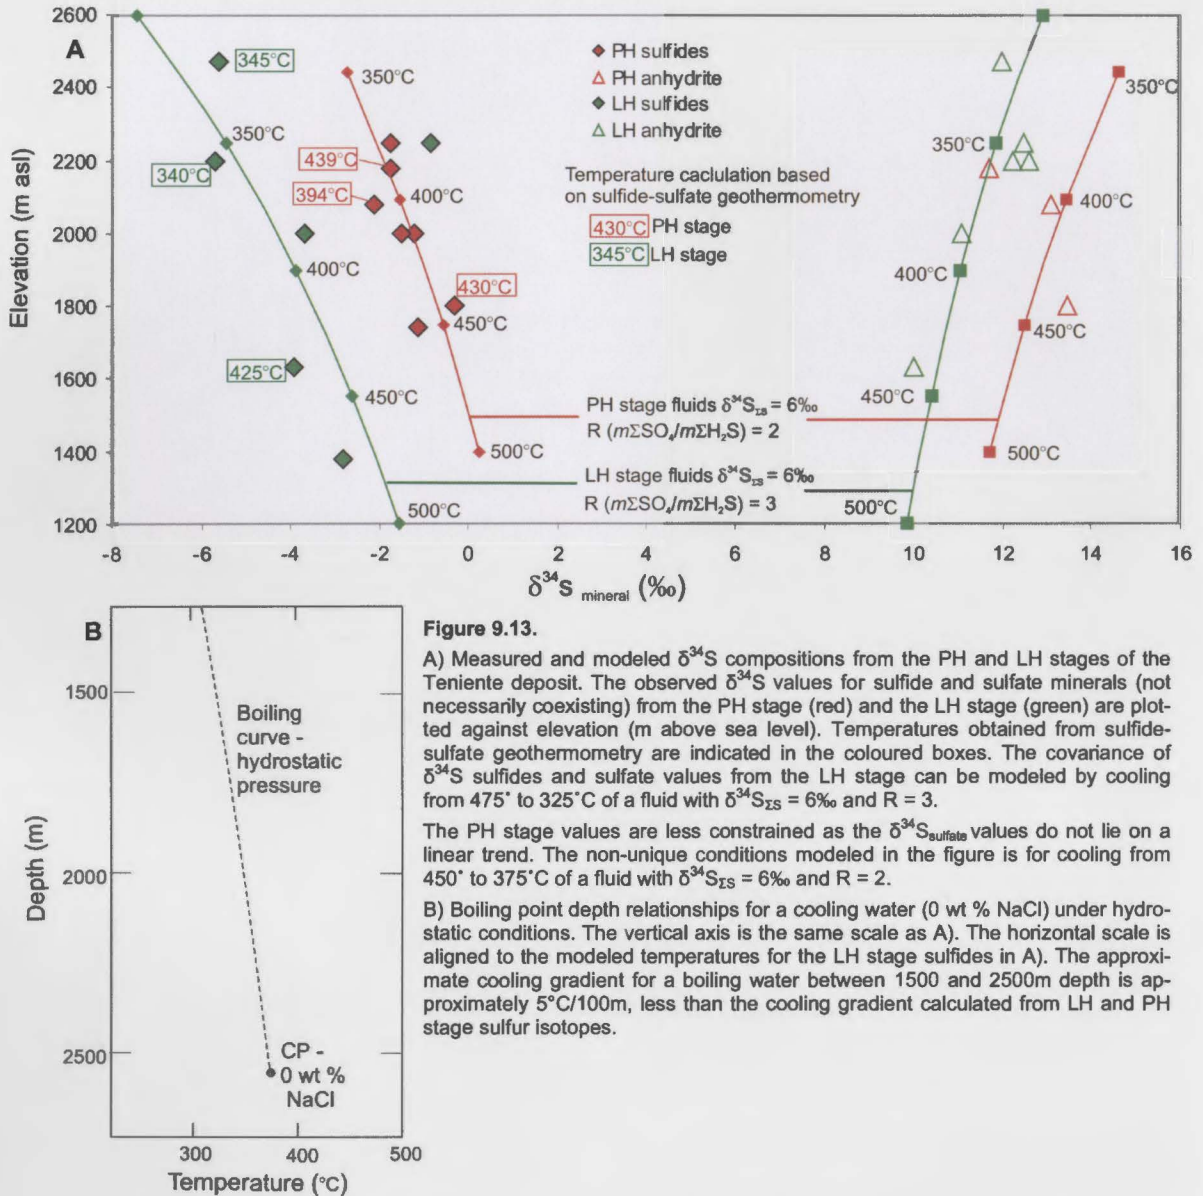 A
2600
2400
2200
2000
1800
1600
1400
1200
Elevation (m asl)
-8
-6
-4
-2
0
2
4
6
8
10
12
14
16
δ³⁴S mineral (‰)
PH sulfides
PH anhydrite
LH sulfides
LH anhydrite
Temperature caclulation based
on sulfide-sulfate geothermometry
430°C PH stage
345°C LH stage
345°C
350°C
350°C
340°C
439°C
394°C
400°C
400°C
430°C
450°C
425°C
450°C
500°C
500°C
350°C
350°C
400°C
400°C
450°C
450°C
500°C
500°C
PH stage fluids δ³⁴S_ΣS = 6‰
R (mΣSO₄/mΣH₂S) = 2
LH stage fluids δ³⁴S_ΣS = 6‰
R (mΣSO₄/mΣH₂S) = 3
B
1500
2000
2500
Depth (m)
Boiling
curve -
hydrostatic
pressure
CP -
0 wt %
NaCl
300
400
500
Temperature (°C)
Figure 9.13.
A) Measured and modeled δ³⁴S compositions from the PH and LH stages of the
Teniente deposit. The observed δ³⁴S values for sulfide and sulfate minerals (not
necessarily coexisting) from the PH stage (red) and the LH stage (green) are plot-
ted against elevation (m above sea level). Temperatures obtained from sulfide-
sulfate geothermometry are indicated in the coloured boxes. The covariance of
δ³⁴S sulfides and sulfate values from the LH stage can be modeled by cooling
from 475° to 325°C of a fluid with δ³⁴S_ΣS = 6‰ and R = 3.
The PH stage values are less constrained as the δ³⁴S_sulfate values do not lie on a
linear trend. The non-unique conditions modeled in the figure is for cooling from
450° to 375°C of a fluid with δ³⁴S_ΣS = 6‰ and R = 2.
B) Boiling point depth relationships for a cooling water (0 wt % NaCl) under hydro-
static conditions. The vertical axis is the same scale as A). The horizontal scale is
aligned to the modeled temperatures for the LH stage sulfides in A). The approxi-
mate cooling gradient for a boiling water between 1500 and 2500m depth is ap-
proximately 5°C/100m, less than the cooling gradient calculated from LH and PH
stage sulfur isotopes.